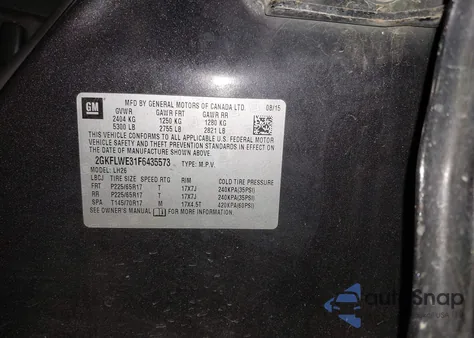 GM
MFD BY GENERAL MOTORS OF CANADA LTD. 08/15
GVWR GAWR FRT GAWR RR
2404 KG 1250 KG 1280 KG
5300 LB 2755 LB 2821 LB
THIS VEHICLE CONFORMS TO ALL APPLICABLE U.S. FEDERAL MOTOR
VEHICLE SAFETY AND THEFT PREVENTION STANDARDS IN EFFECT ON
THE DATE OF MANUFACTURE SHOWN ABOVE.
2GKFLWE31F6435573 TYPE: M.P.V.
MODEL: LH26
LBCJ TIRE SIZE SPEED RTG RIM COLD TIRE PRESSURE
FRT P225/65R17 T 17X7J 240KPA(35PSI)
RR P225/65R17 T 17X7J 240KPA(35PSI)
SPA T145/70R17 M 17X4.5T 420KPA(60PSI)
SEE OWNER'S MANUAL FOR MORE INFORMATION
autosnap